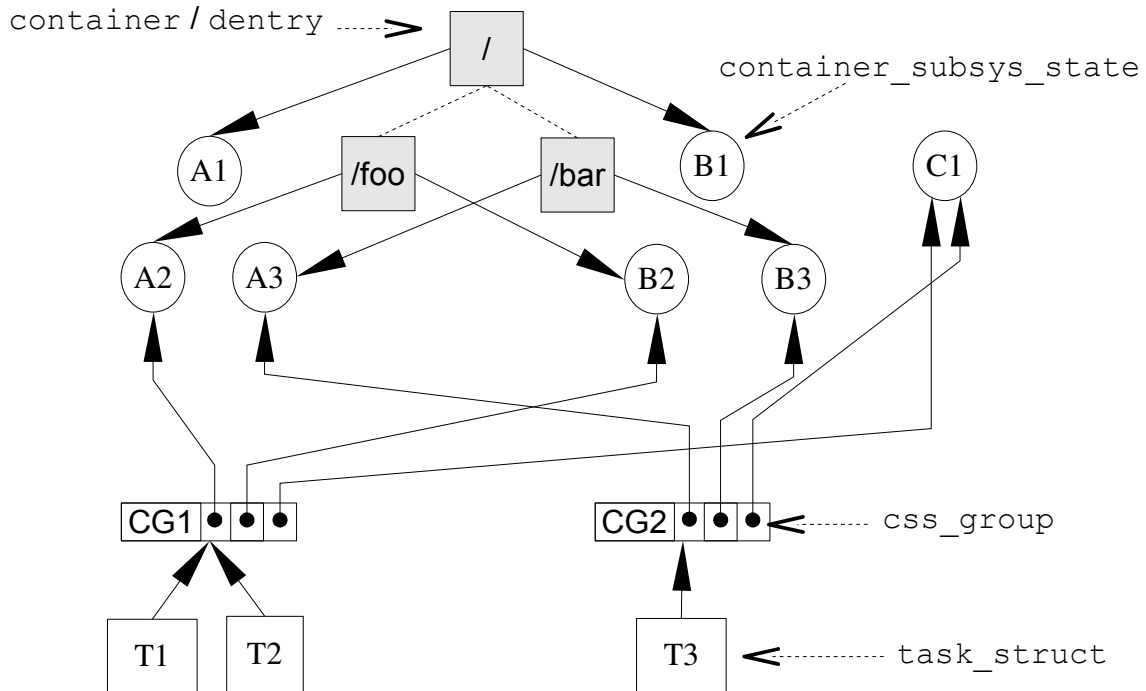 container / dentry
/
container_subsys_state
A1
/foo
/bar
B1
C1
A2
A3
B2
B3
CG1
CG2
css_group
T1
T2
T3
task_struct